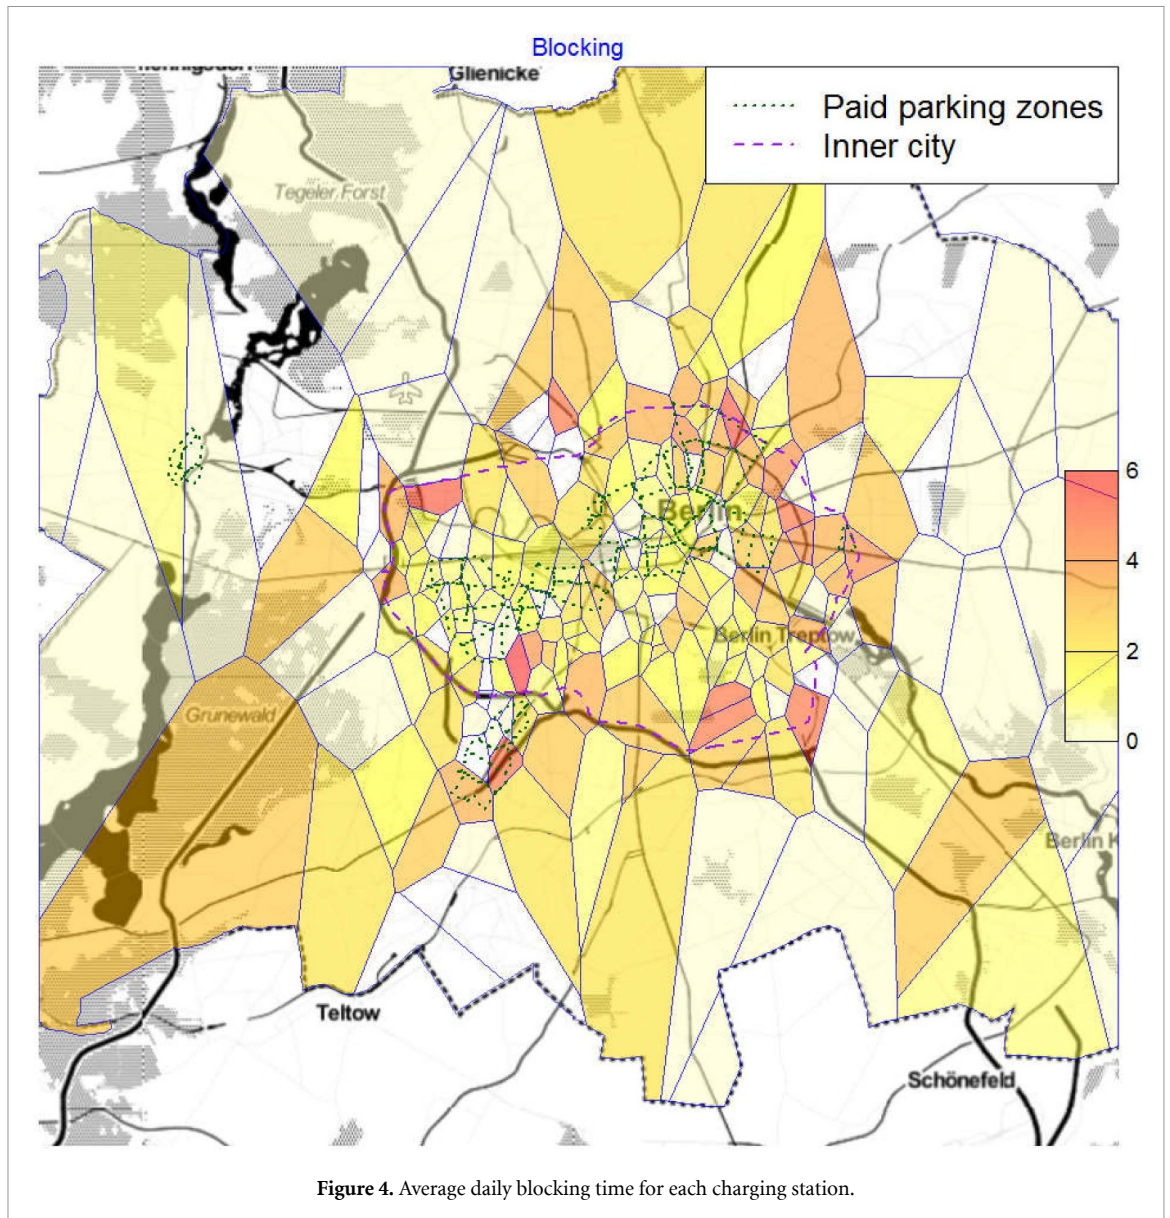 Blocking
Glienicke
Paid parking zones
Inner city
Tegeler Forst
6
Berlin
4
Berlin Treptow
2
Grunewald
0
Berlin K
Teltow
Schönefeld
Figure 4. Average daily blocking time for each charging station.